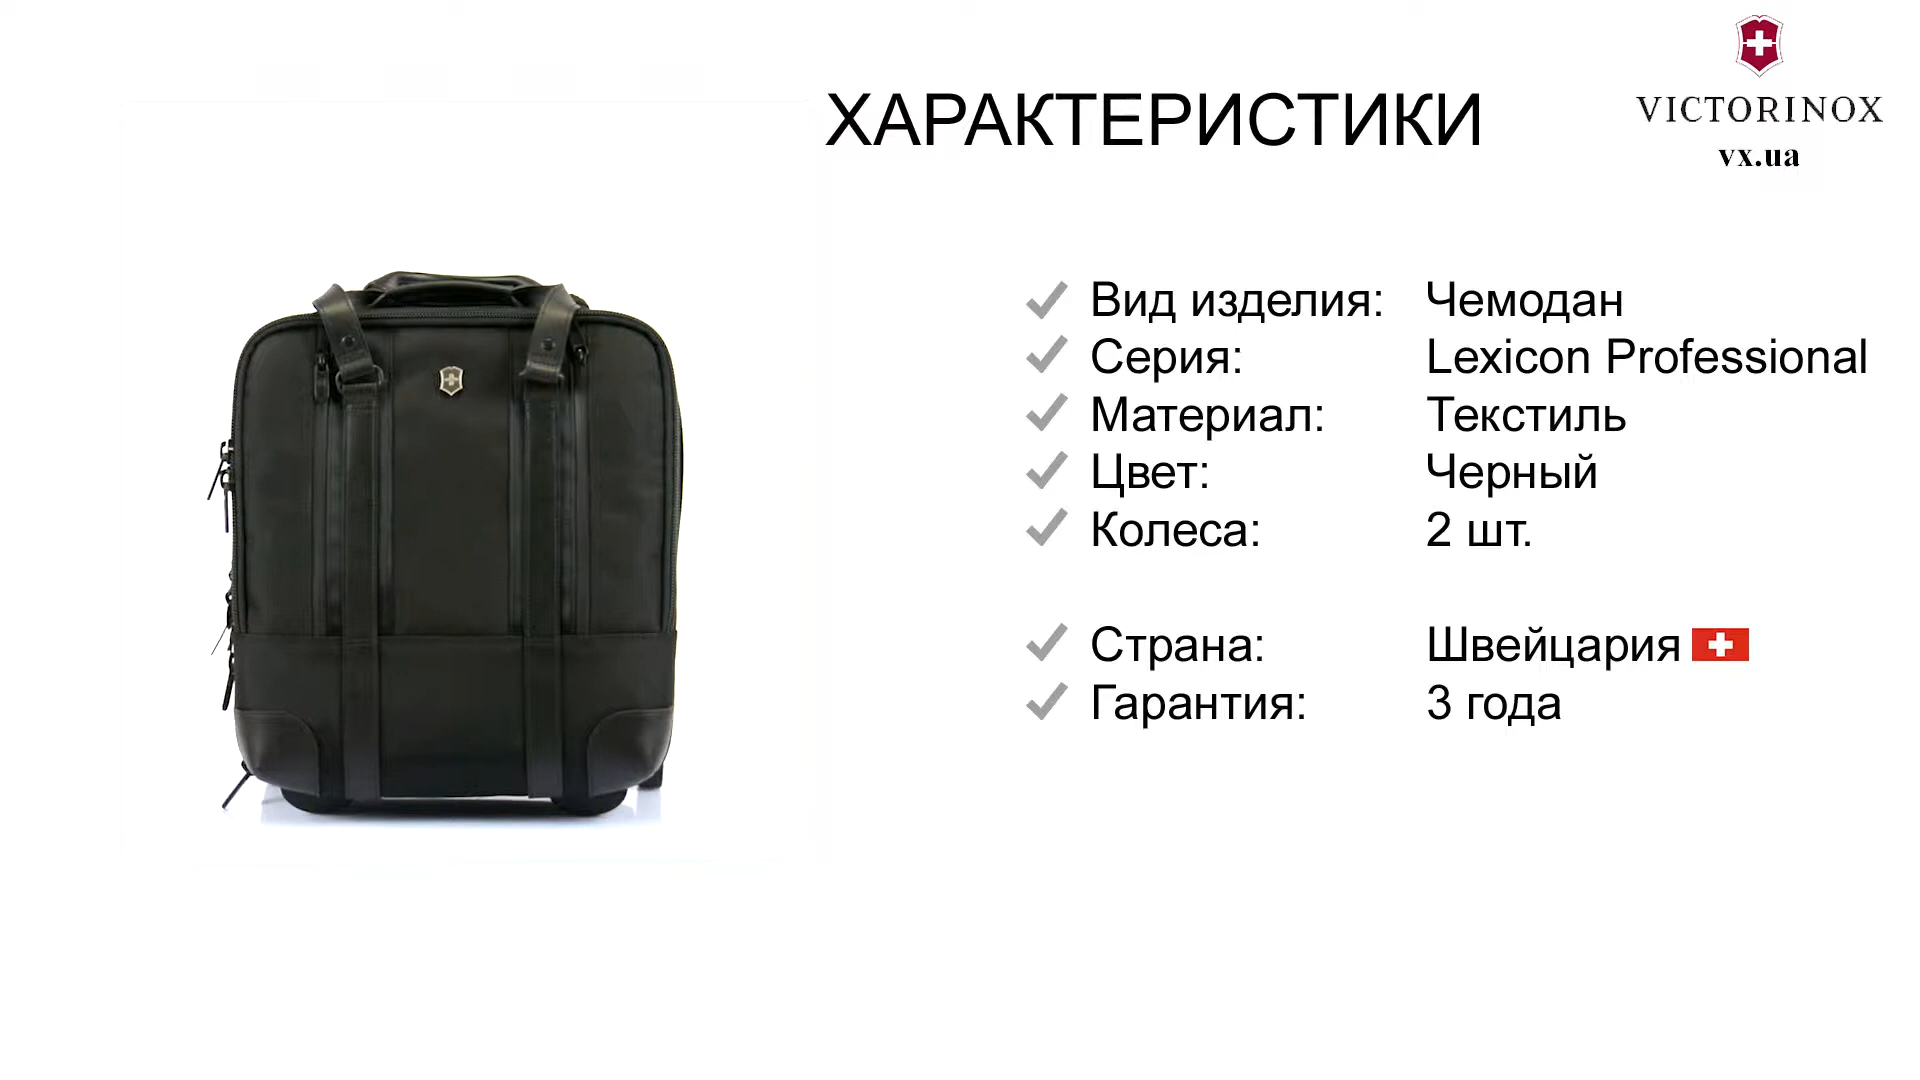 ХАРАКТЕРИСТИКИ
VICTORINOX
vx.ua
Вид изделия: Чемодан
Серия: Lexicon Professional
Материал: Текстиль
Цвет: Черный
Колеса: 2 шт.
Страна: Швейцария
Гарантия: 3 года